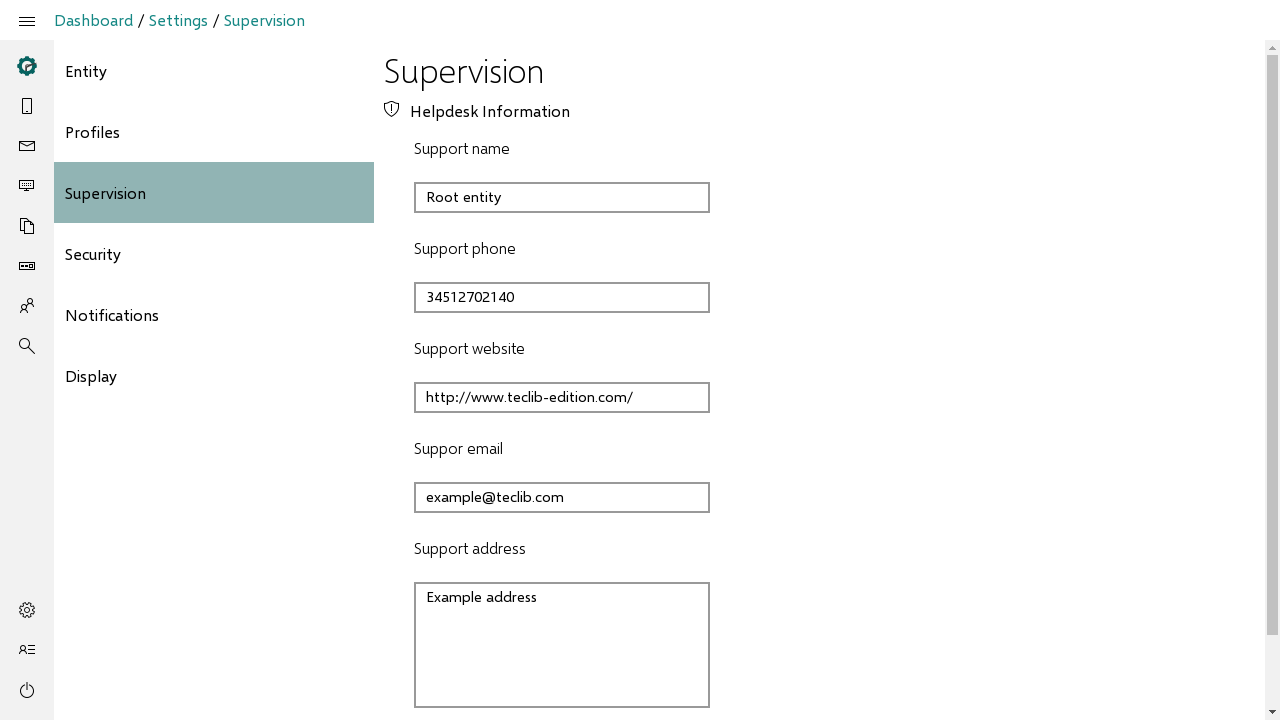 Dashboard / Settings / Supervision
Entity
Profiles
Supervision
Security
Notifications
Display
Supervision
Helpdesk Information
Support name
Root entity
Support phone
34512702140
Support website
http://www.teclib-edition.com/
Suppor email
example@teclib.com
Support address
Example address